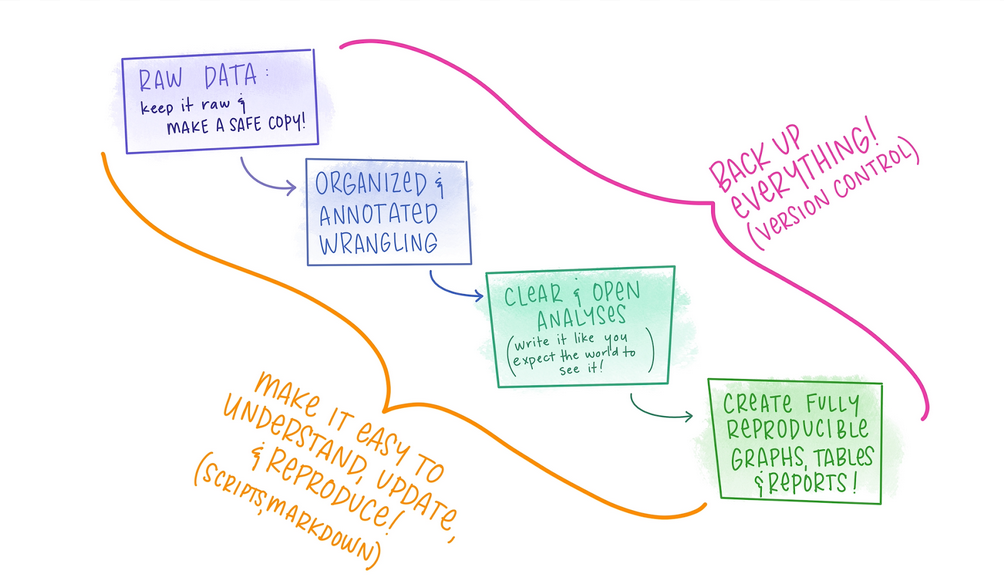 RAW DATA:
keep it raw &
MAKE A SAFE COPY!
ORGANIZED &
ANNOTATED
WRANGLING
CLEAR & OPEN
ANALYSES
(write it like you
expect the world to
see it!)
CREATE FULLY
REPRODUCIBLE
GRAPHS, TABLES
& REPORTS!
BACK UP
EVERYTHING!
(VERSION CONTROL)
MAKE IT EASY TO
UNDERSTAND, UPDATE,
& REPRODUCE!
(SCRIPTS, MARKDOWN)